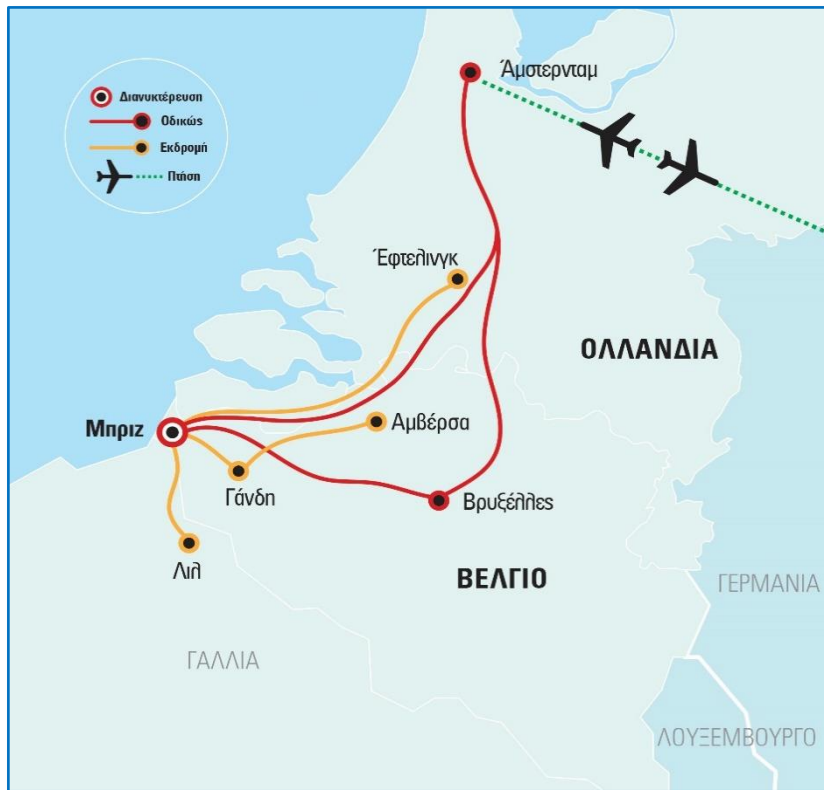 Άμστερνταμ
Διανυκτέρευση
Οδικώς
Εκδρομή
Πτήση
Έφτελινγκ
ΟΛΛΑΝΔΙΑ
Μπριζ
Αμβέρσα
Γάνδη
Βρυξέλλες
Λιλ
ΒΕΛΓΙΟ
ΓΕΡΜΑΝΙΑ
ΓΑΛΛΙΑ
ΛΟΥΞΕΜΒΟΥΡΓΟ